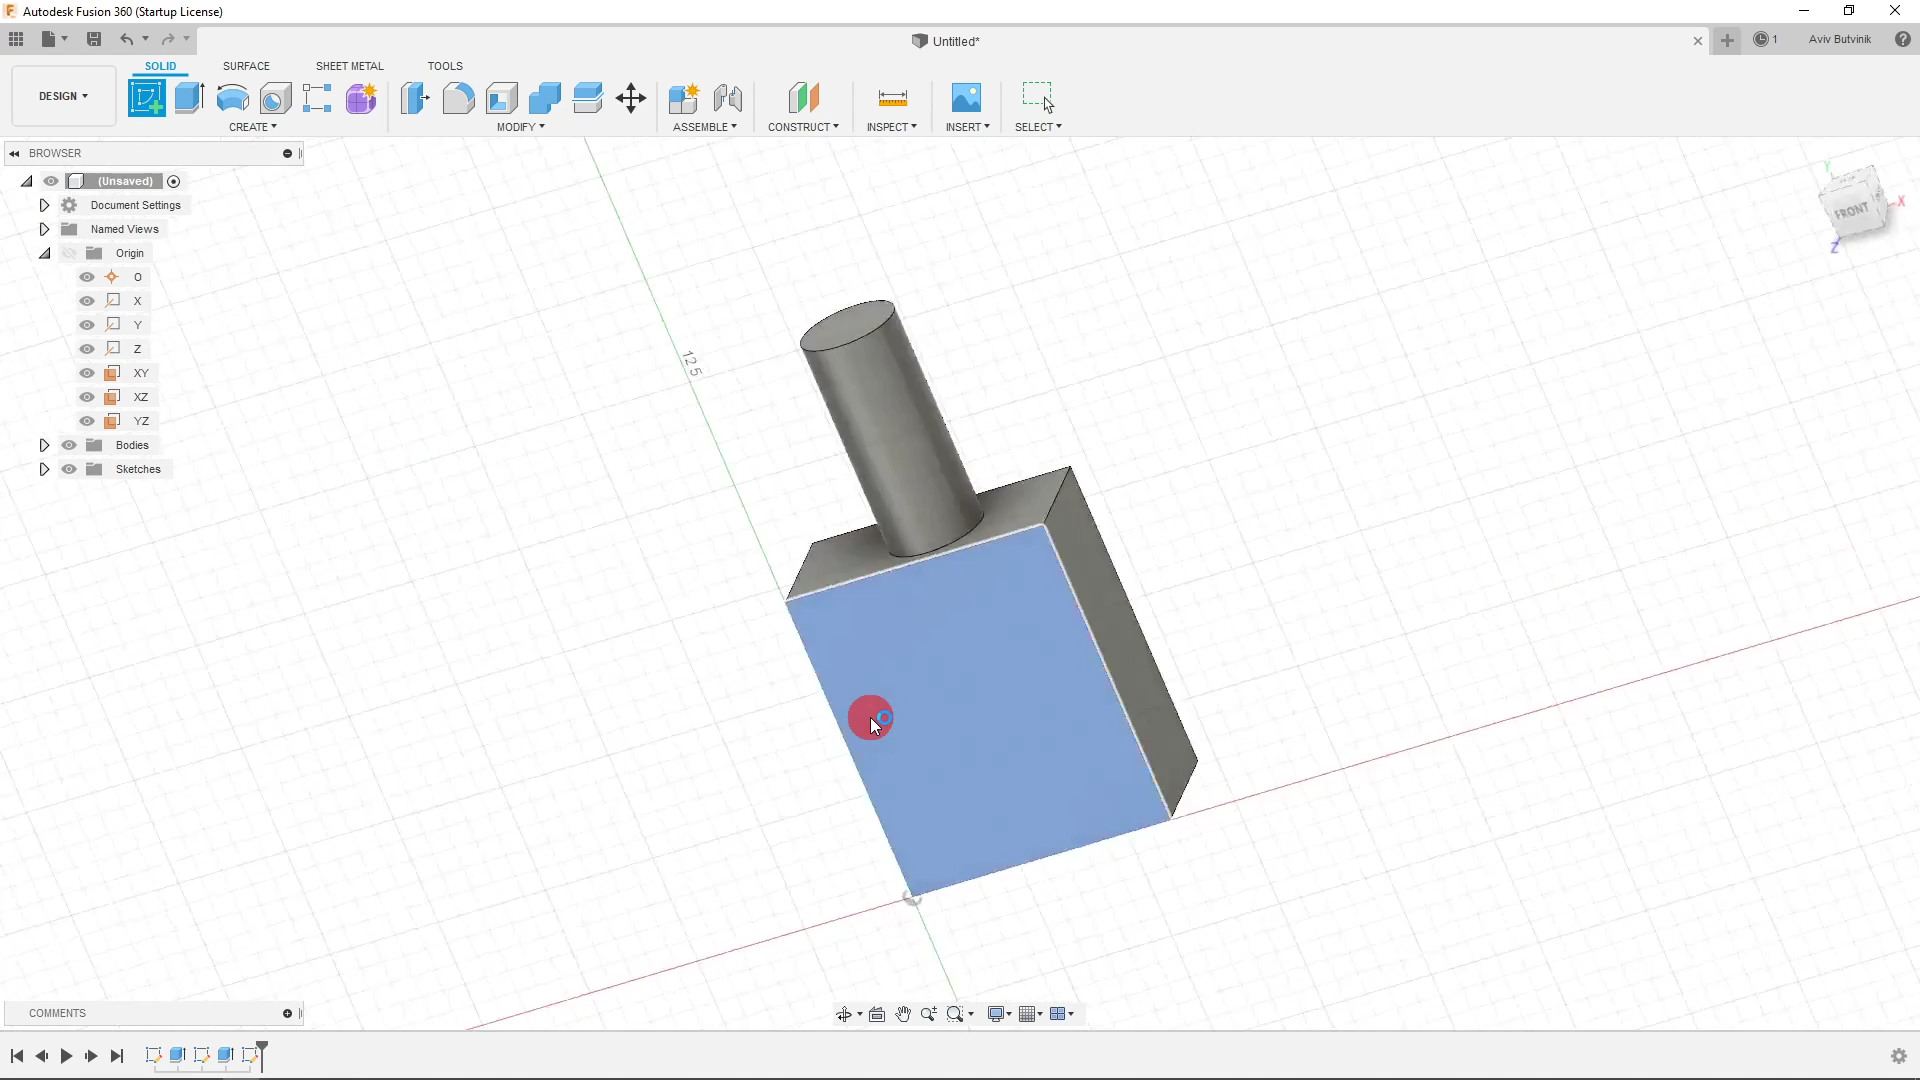 Autodesk Fusion 360 (Startup License)
Untitled*
1
Aviv Butvinik
DESIGN
SOLID
SURFACE
SHEET METAL
TOOLS
CREATE
MODIFY
ASSEMBLE
CONSTRUCT
INSPECT
INSERT
SELECT
BROWSER
(Unsaved)
Document Settings
Named Views
Origin
O
X
Y
Z
XY
XZ
YZ
Bodies
Sketches
12.5
Y
X
FRONT
Z
COMMENTS